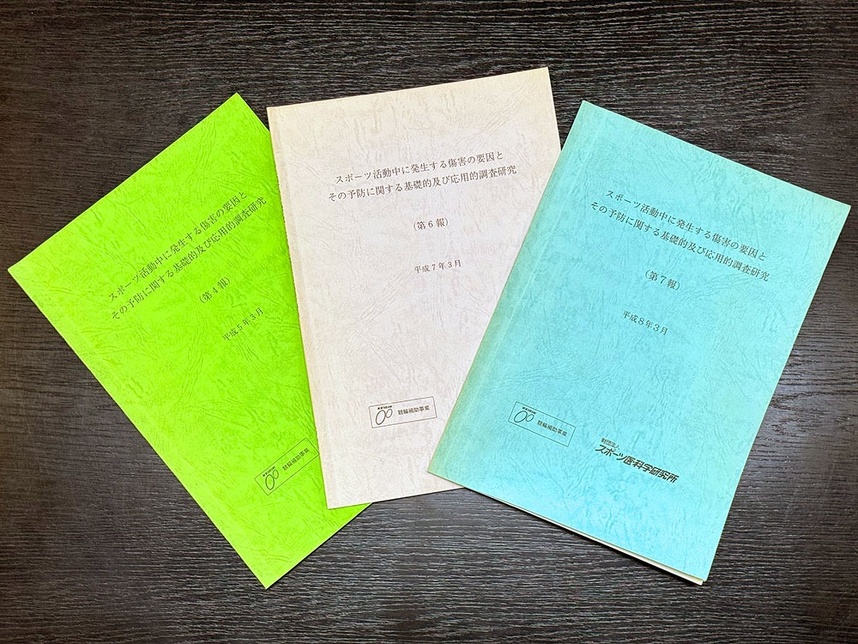 スポーツ活動中に発生する傷害の要因と
その予防に関する基礎的及び応用的調査研究
(第4報)
平成5年3月
競輪補助事業
スポーツ活動中に発生する傷害の要因と
その予防に関する基礎的及び応用的調査研究
(第6報)
平成7年3月
競輪補助事業
スポーツ活動中に発生する傷害の要因と
その予防に関する基礎的及び応用的調査研究
(第7報)
平成8年3月
競輪補助事業
財団法人
スポーツ医・科学研究所